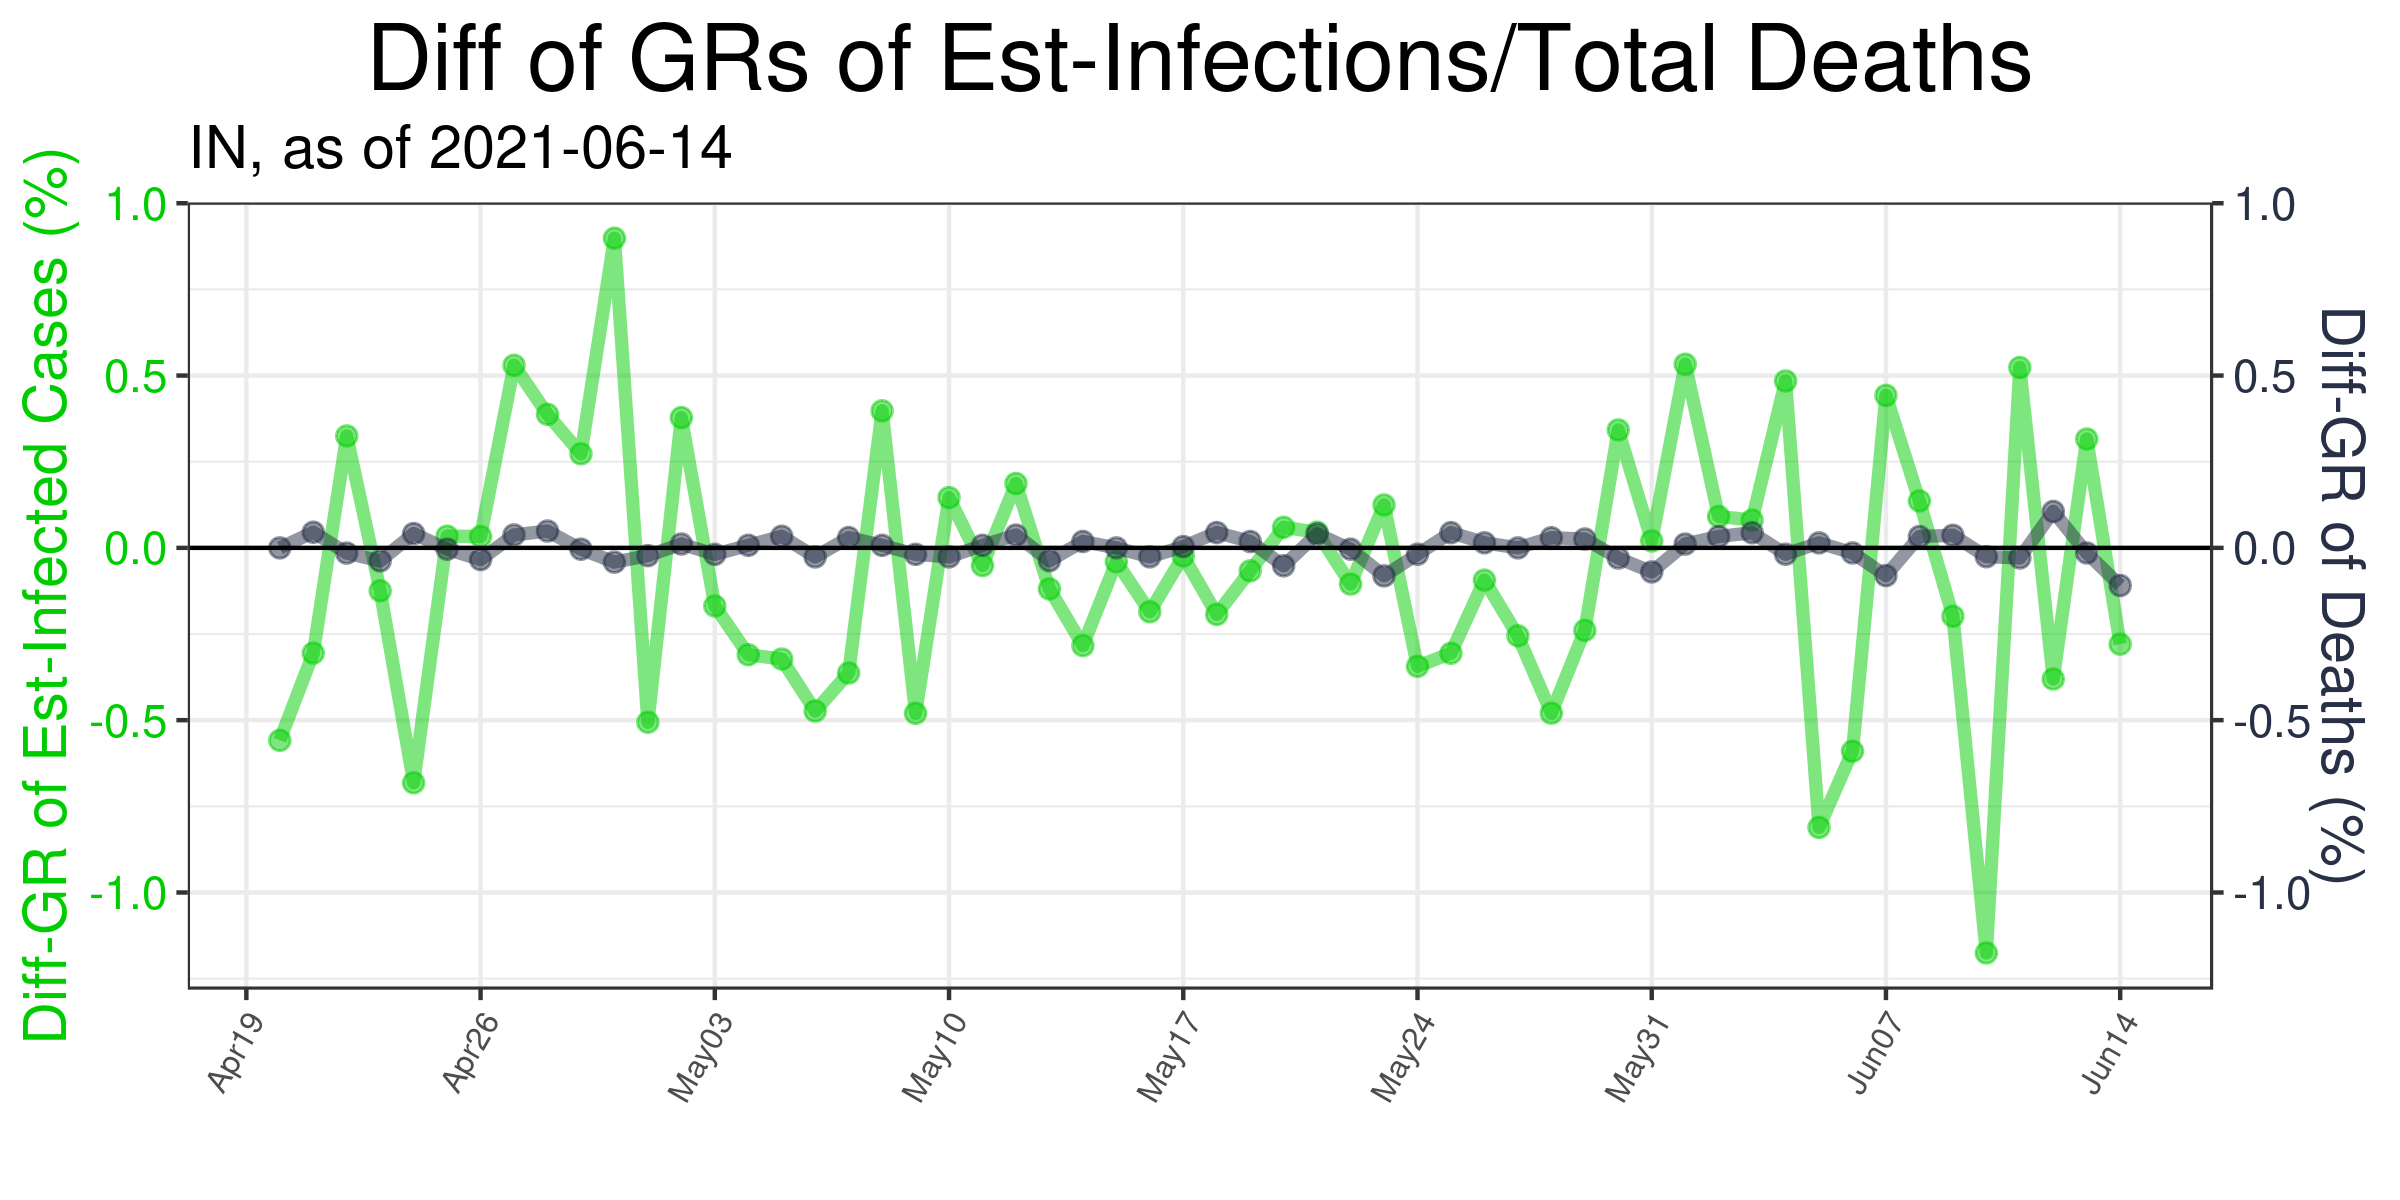 Diff of GRs of Est-Infections/Total Deaths
IN, as of 2021-06-14
Diff-GR of Est-Infected Cases (%)
1.0
0.5
0.0
-0.5
-1.0
1.0
0.5
0.0
-0.5
-1.0
Diff-GR of Deaths (%)
Apr19
Apr26
May03
May10
May17
May24
May31
Jun07
Jun14